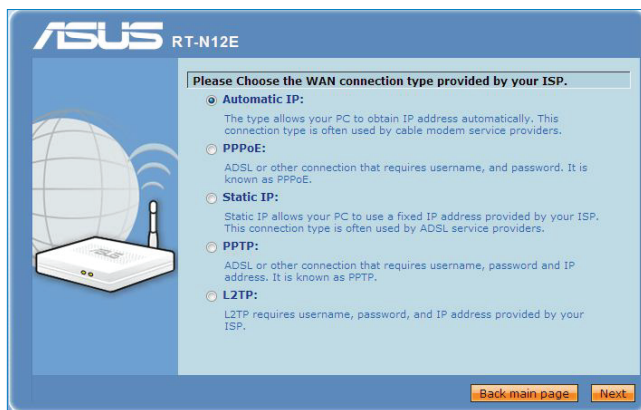 ASUS RT-N12E
Please Choose the WAN connection type provided by your ISP.
Automatic IP:
The type allows your PC to obtain IP address automatically. This
connection type is often used by cable modem service providers.
PPPoE:
ADSL or other connection that requires username, and password. It is
known as PPPoE.
Static IP:
Static IP allows your PC to use a fixed IP address provided by your ISP.
This connection type is often used by ADSL service providers.
PPTP:
ADSL or other connection that requires username, password and IP
address. It is known as PPTP.
L2TP:
L2TP requires username, password, and IP address provided by your
ISP.
ASUS
Back main page Next